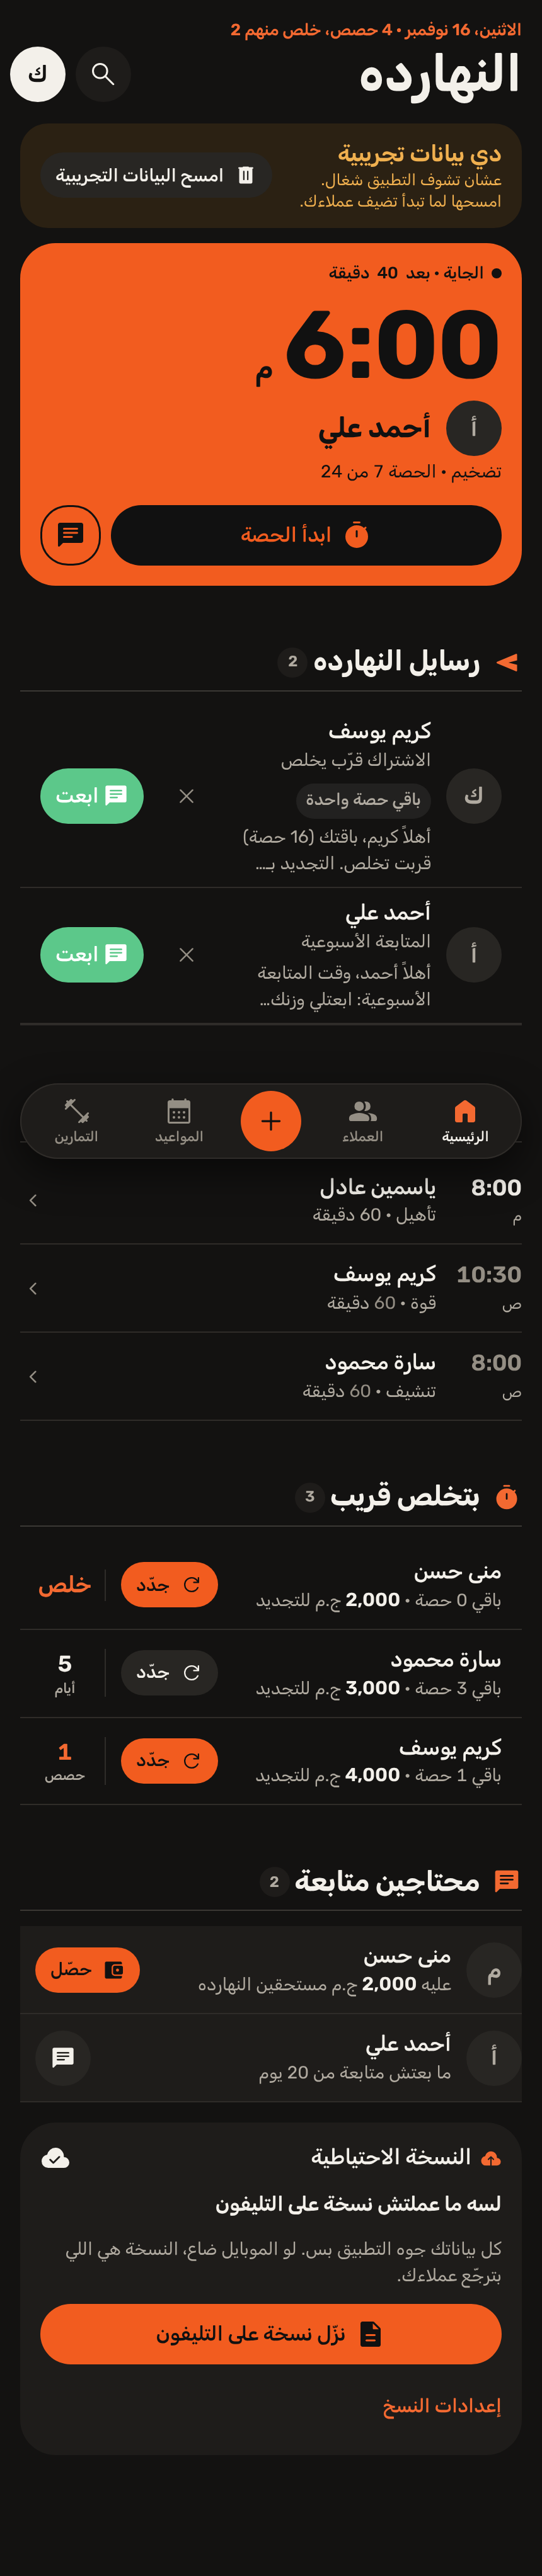 الاثنين، 16 نوفمبر • 4 حصص، خلص منهم 2
النهارده
ك
دي بيانات تجريبية
عشان تشوف التطبيق شغال.
امسحها لما تبدأ تضيف عملاءك.
امسح البيانات التجريبية
الجاية • بعد 40 دقيقة
6:00 م
أ
أحمد علي
تضخيم • الحصة 7 من 24
ابدأ الحصة
رسايل النهارده 2
ك
كريم يوسف
الاشتراك قرّب يخلص
باقي حصة واحدة
أهلاً كريم، باقتك (16 حصة)
قربت تخلص. التجديد بـ...
ابعت
أ
أحمد علي
المتابعة الأسبوعية
أهلاً أحمد، وقت المتابعة
الأسبوعية: ابعتلي وزنك...
ابعت
الرئيسية
العملاء
المواعيد
التمارين
8:00
م
ياسمين عادل
تأهيل • 60 دقيقة
10:30
ص
كريم يوسف
قوة • 60 دقيقة
8:00
ص
سارة محمود
تنشيف • 60 دقيقة
بتخلص قريب 3
منى حسن
باقي 0 حصة • 2,000 ج.م للتجديد
جدّد
خلص
سارة محمود
باقي 3 حصة • 3,000 ج.م للتجديد
جدّد
5
أيام
كريم يوسف
باقي 1 حصة • 4,000 ج.م للتجديد
جدّد
1
حصص
محتاجين متابعة 2
م
منى حسن
عليه 2,000 ج.م مستحقين النهارده
حصّل
أ
أحمد علي
ما بعتش متابعة من 20 يوم
النسخة الاحتياطية
لسه ما عملتش نسخة على التليفون
كل بياناتك جوه التطبيق بس. لو الموبايل ضاع، النسخة هي اللي
بترجّع عملاءك.
نزّل نسخة على التليفون
إعدادات النسخ